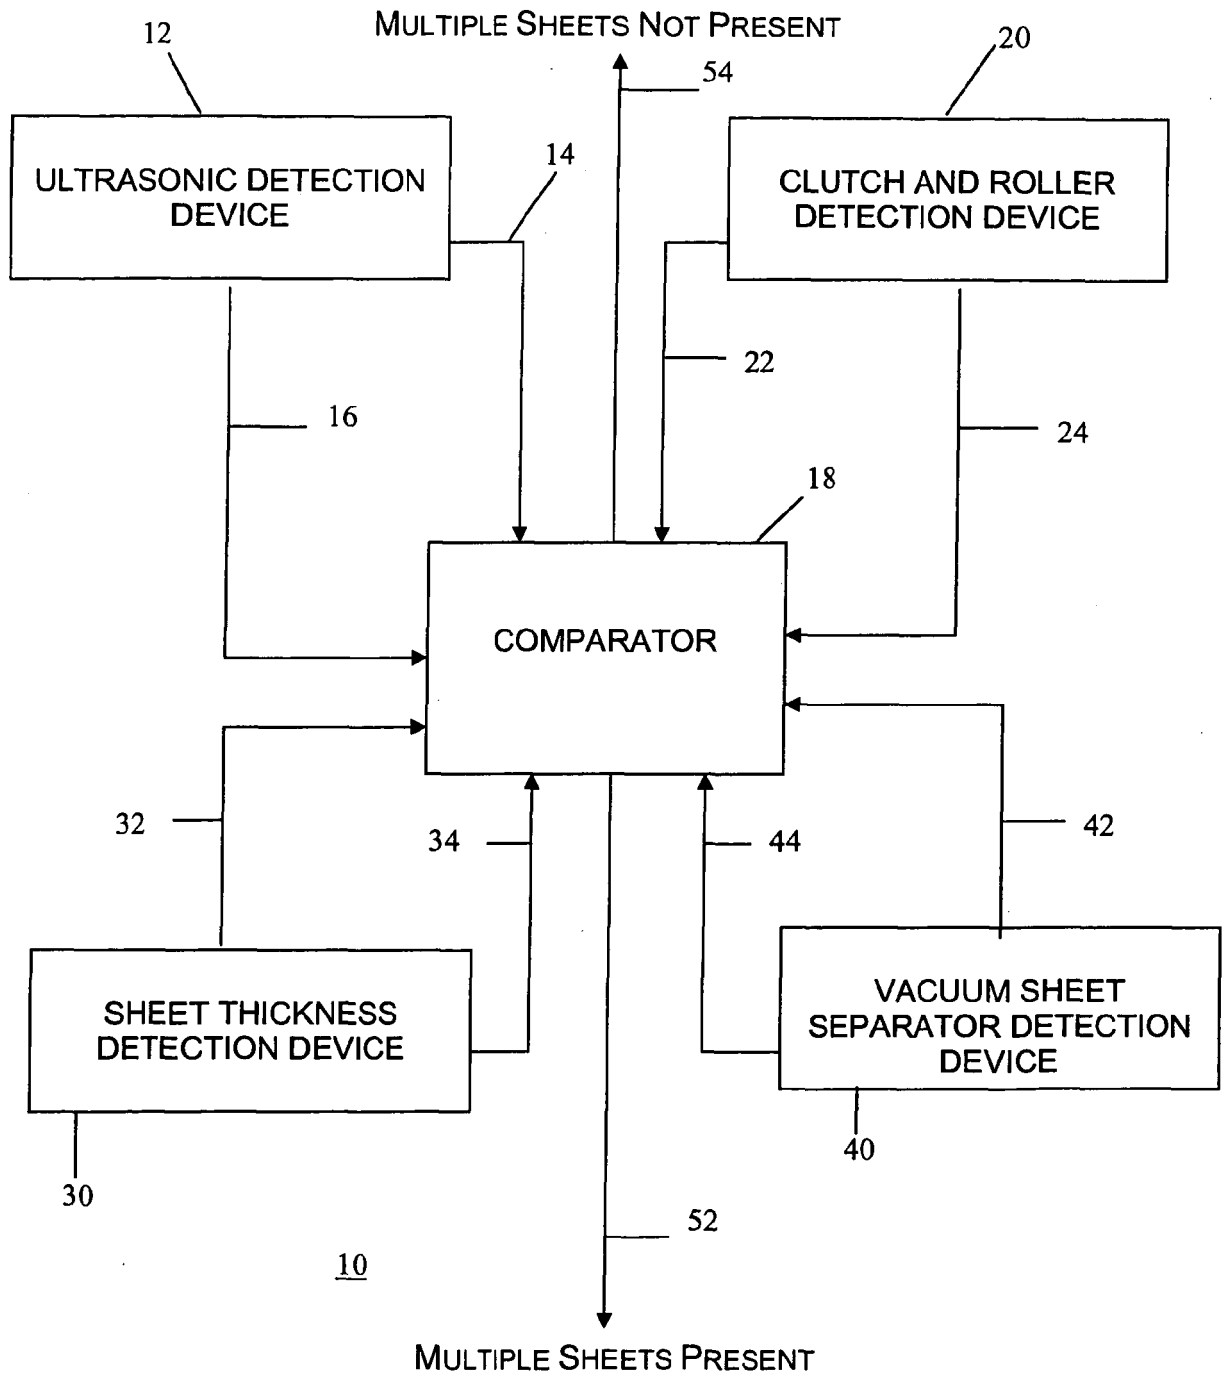 MULTIPLE SHEETS NOT PRESENT
12
20
54
ULTRASONIC DETECTION
DEVICE
14
CLUTCH AND ROLLER
DETECTION DEVICE
22
16
24
18
COMPARATOR
32
34
44
42
SHEET THICKNESS
DETECTION DEVICE
VACUUM SHEET
SEPARATOR DETECTION
DEVICE
30
40
52
10
MULTIPLE SHEETS PRESENT